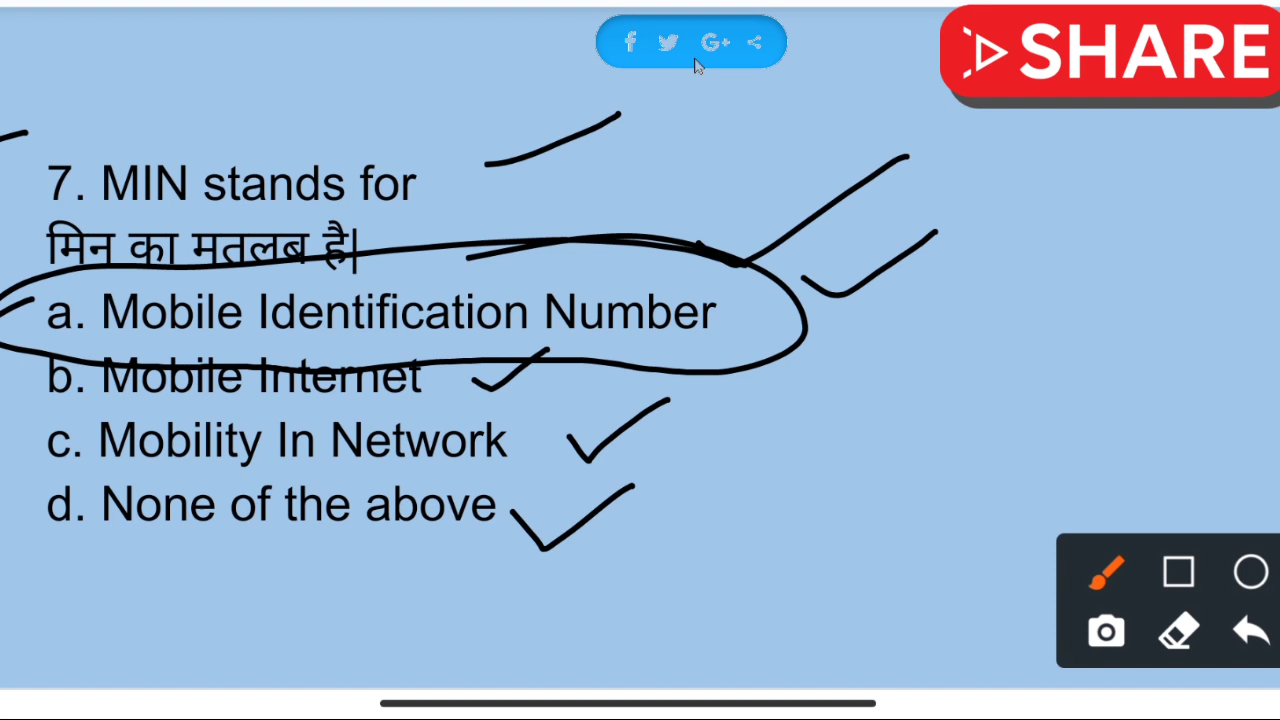 SHARE
7. MIN stands for
मिन का मतलब है|
a. Mobile Identification Number
b. Mobile Internet
c. Mobility In Network
d. None of the above